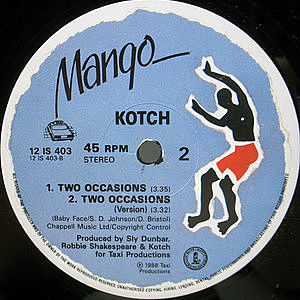 Mango
KOTCH
12 IS 403
12 IS 403-B
45 RPM
STEREO
2
1. TWO OCCASIONS (3.35)
2. TWO OCCASIONS
(Version) (3.32)
(Baby Face/S. D. Johnson/D. Bristol)
Chappell Music Ltd/Copyright Control
Produced by Sly Dunbar,
Robbie Shakespeare & Kotch
for Taxi Productions
℗ 1988 Taxi
Productions